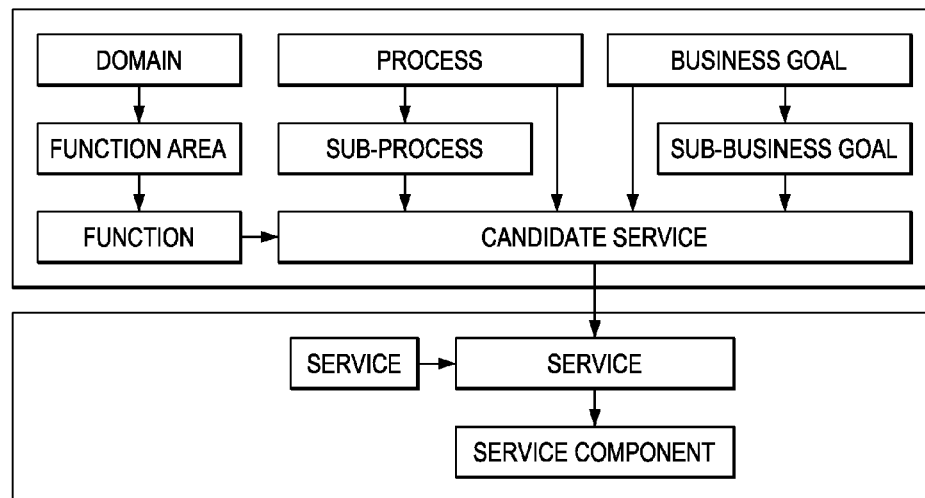 DOMAIN
PROCESS
BUSINESS GOAL
FUNCTION AREA
SUB-PROCESS
SUB-BUSINESS GOAL
FUNCTION
CANDIDATE SERVICE
SERVICE
SERVICE
SERVICE COMPONENT